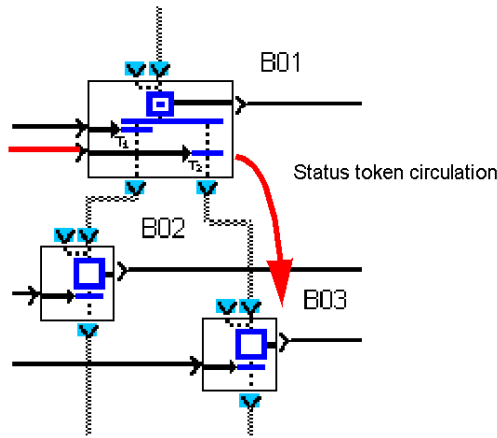 B01
T1
T2
Status token circulation
B02
B03